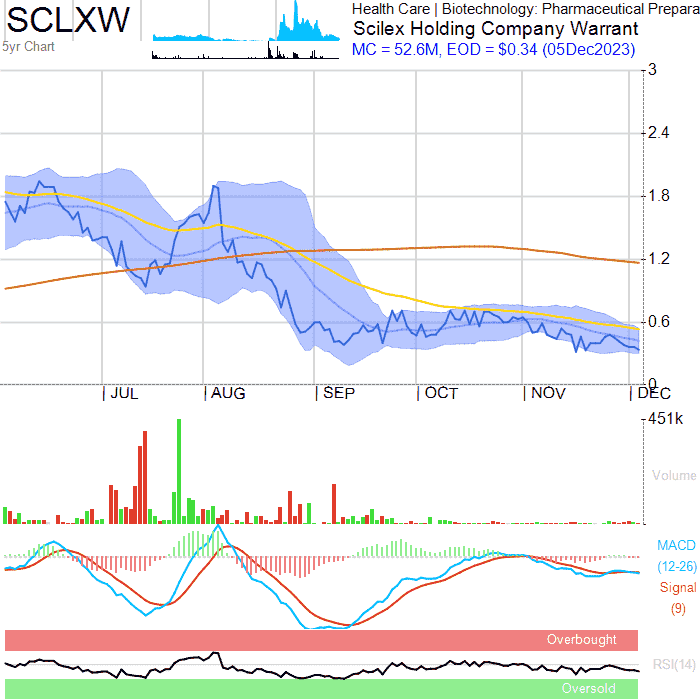 SCLXW
5yr Chart
Health Care | Biotechnology: Pharmaceutical Prepara
Scilex Holding Company Warrant
MC = 52.6M, EOD = $0.34 (05Dec2023)
3
2.4
1.8
1.2
0.6
0
JUL AUG SEP OCT NOV DEC
451k
Volume
MACD
(12-26)
Signal
(9)
Overbought
RSI(14)
Oversold